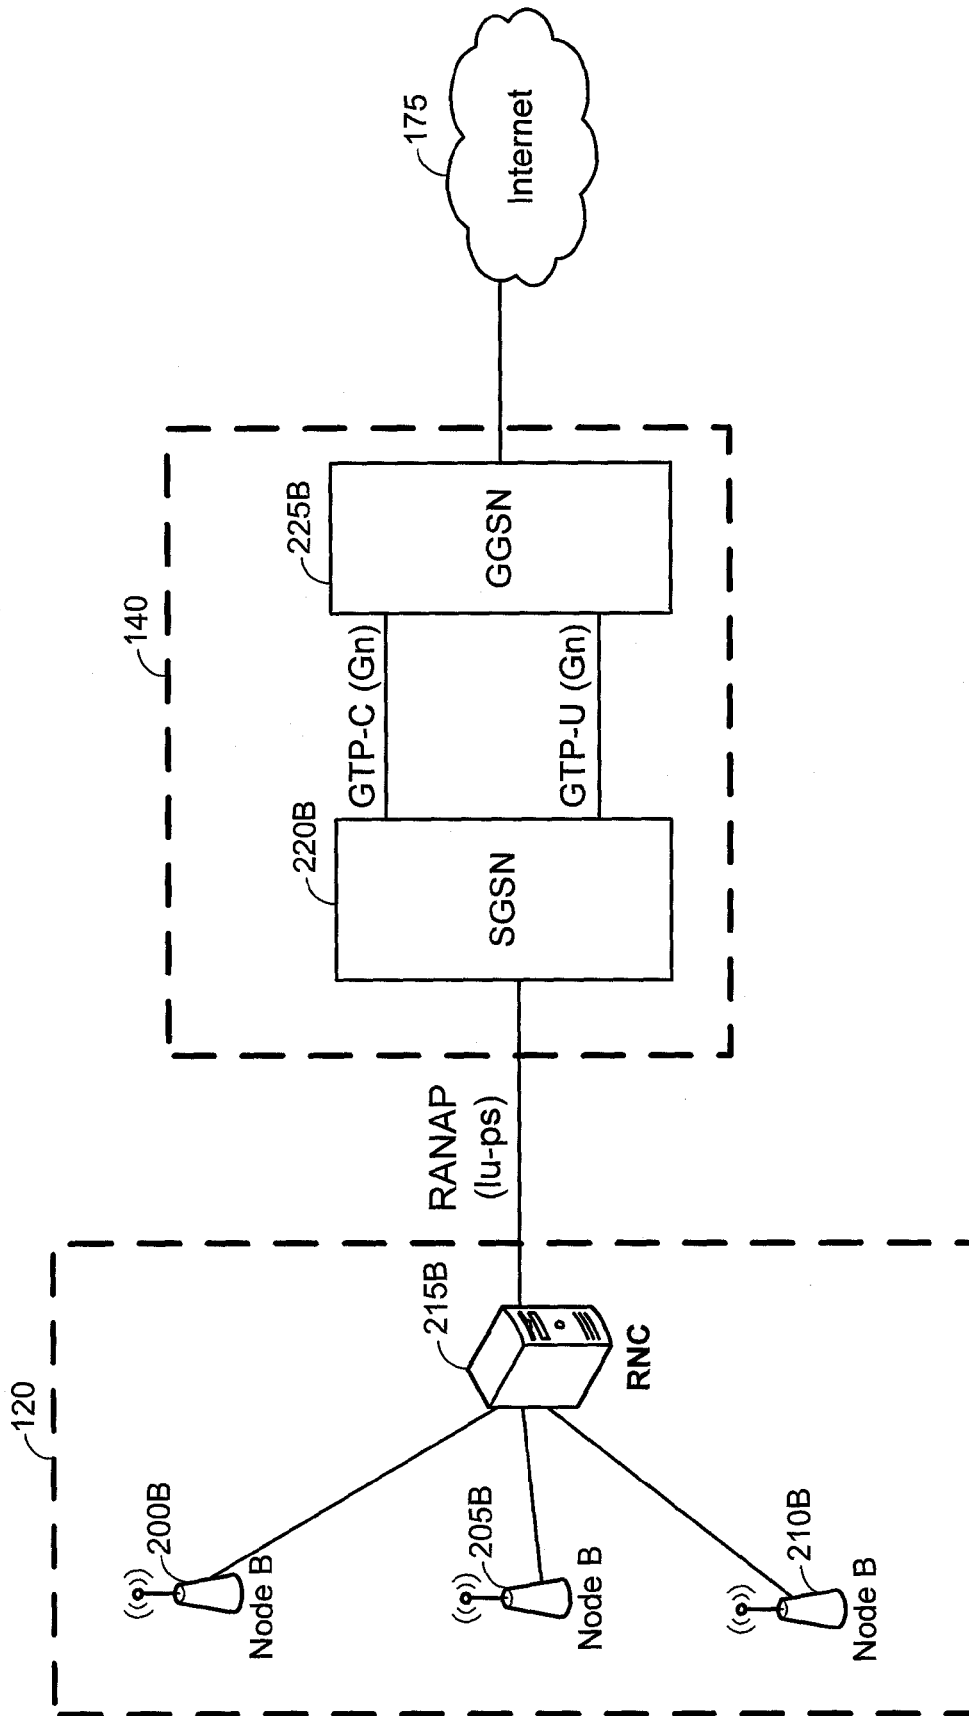 120
200B
Node B
205B
Node B
210B
Node B
215B
RNC
RANAP
(Iu-ps)
140
220B
SGSN
GTP-C (Gn)
GTP-U (Gn)
225B
GGSN
175
Internet